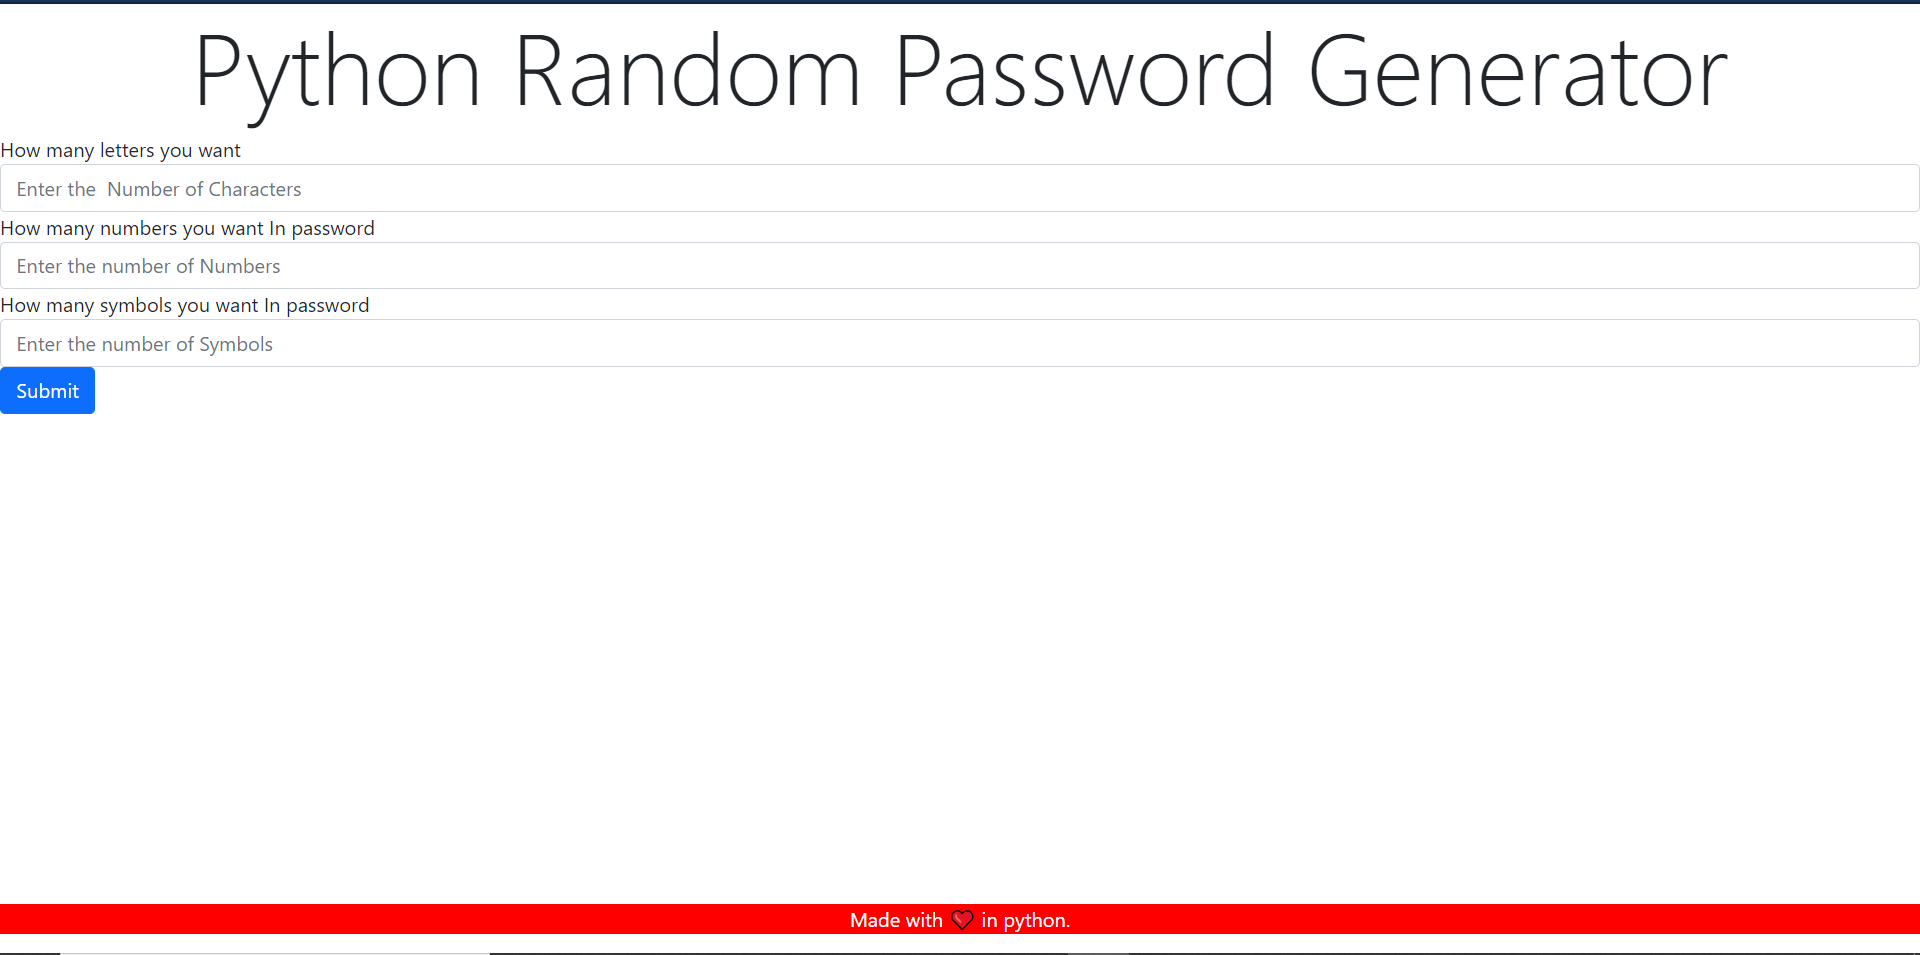 Python Random Password Generator
How many letters you want
Enter the  Number of Characters
How many numbers you want In password
Enter the number of Numbers
How many symbols you want In password
Enter the number of Symbols
Submit
Made with ❤ in python.